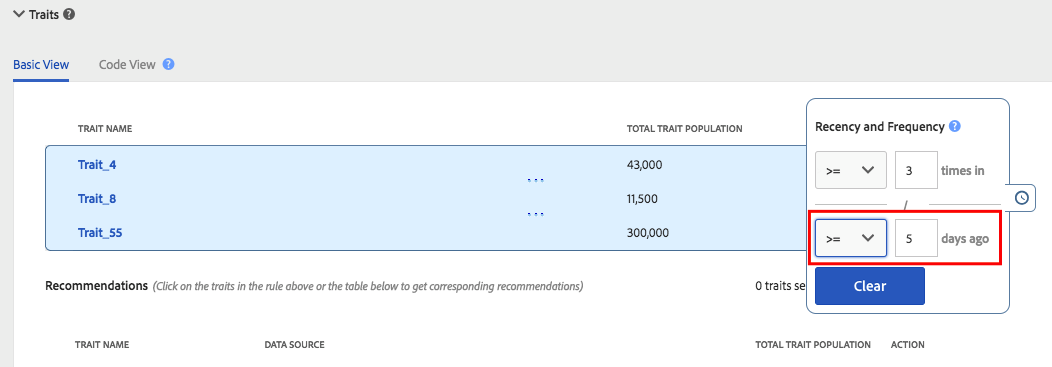 Traits ?
Basic View Code View ?
Recency and Frequency ?
TRAIT NAME TOTAL TRAIT POPULATION
>= 3 times in
Trait_4 43,000
...
Trait_8 11,500
/
...
Trait_55 300,000
>= 5 days ago
Recommendations (Click on the traits in the rule above or the table below to get corresponding recommendations) 0 traits se
Clear
TRAIT NAME DATA SOURCE TOTAL TRAIT POPULATION ACTION